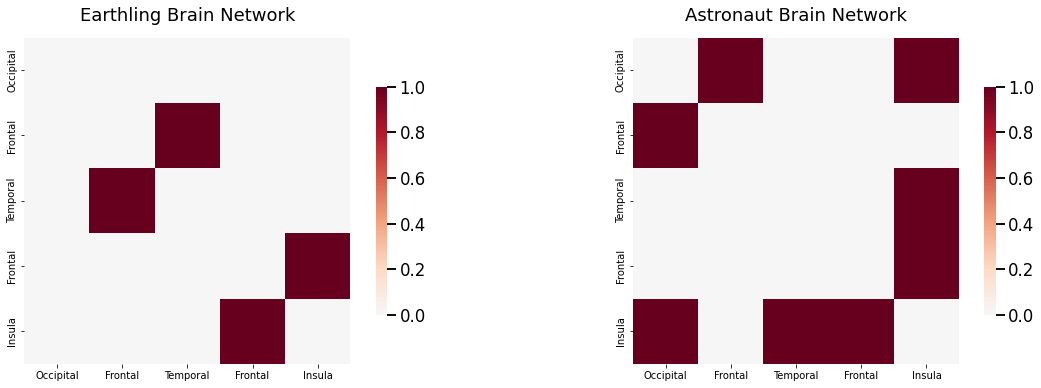 Earthling Brain Network
Astronaut Brain Network
Occipital
Frontal
Temporal
Frontal
Insula
Occipital Frontal Temporal Frontal Insula
1.0
0.8
0.6
0.4
0.2
0.0
Occipital
Frontal
Temporal
Frontal
Insula
Occipital Frontal Temporal Frontal Insula
1.0
0.8
0.6
0.4
0.2
0.0